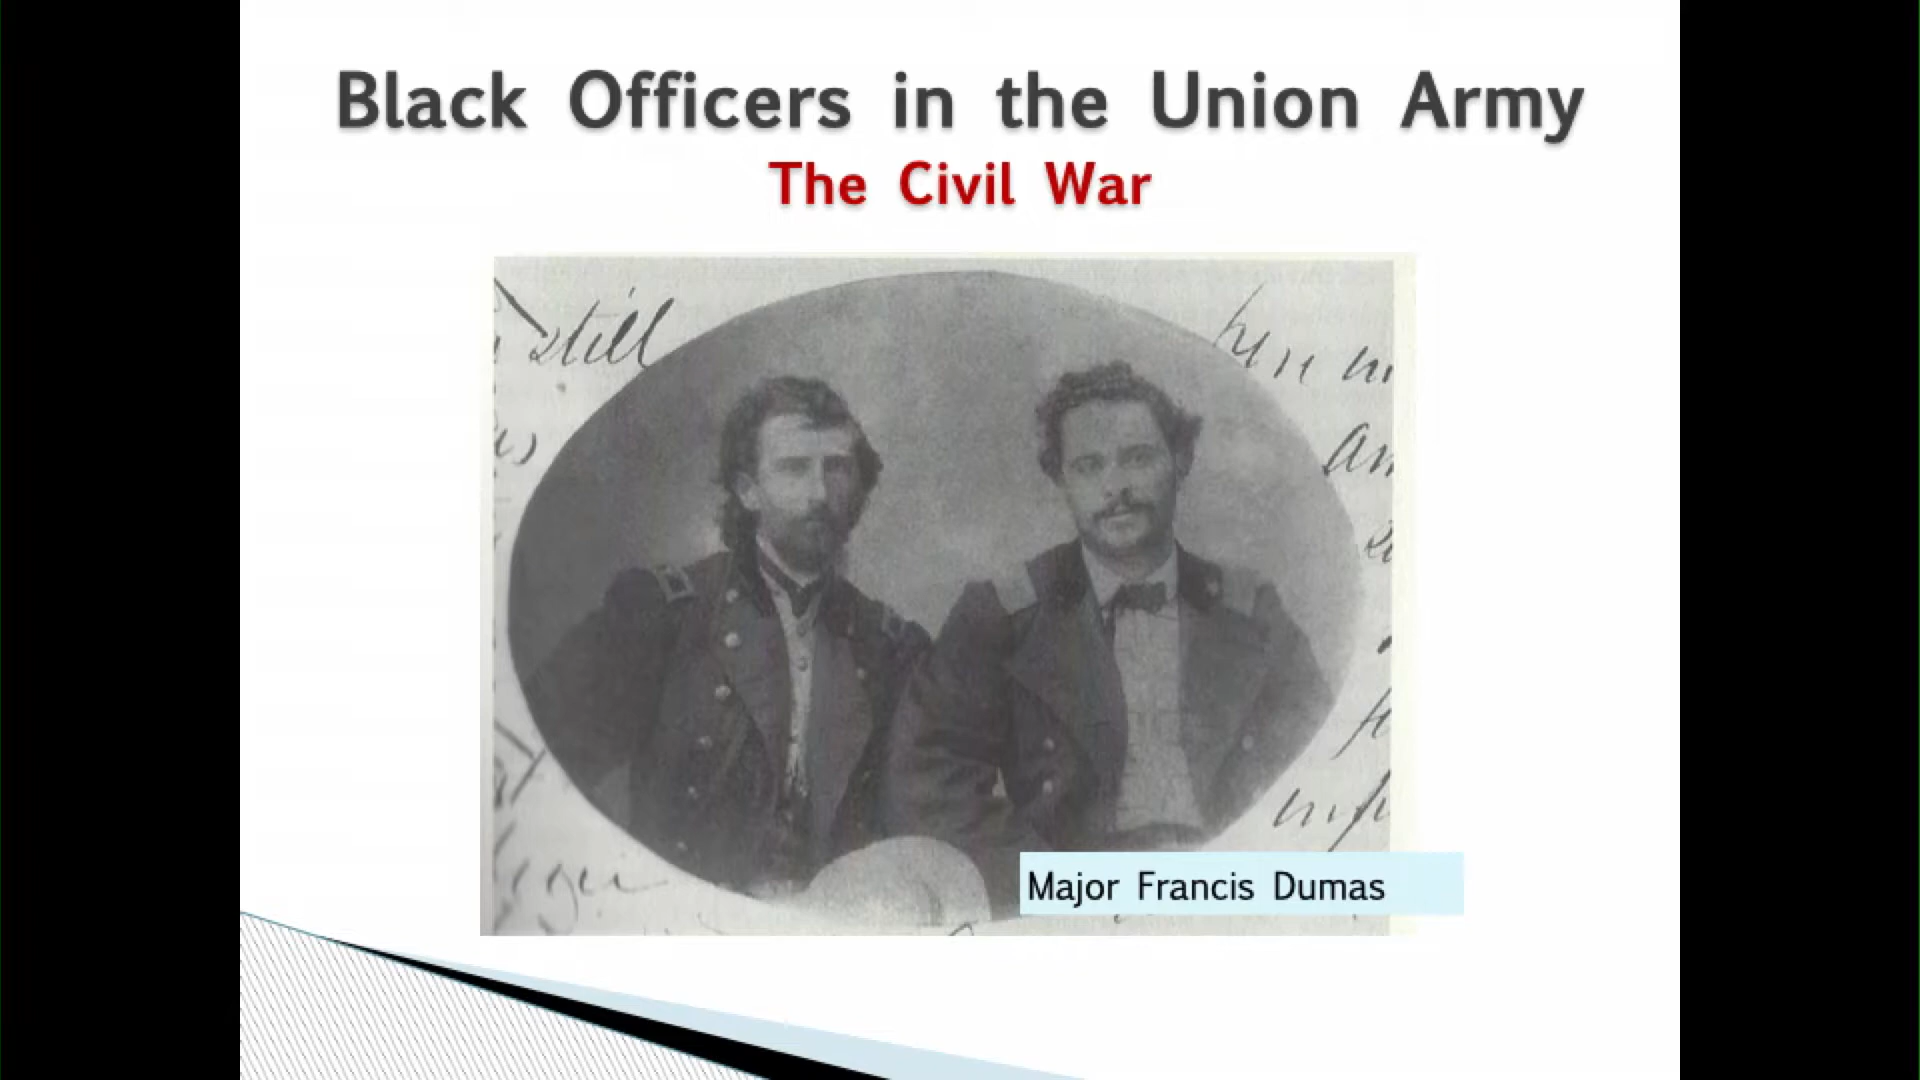 Black Officers in the Union Army
The Civil War
still
Major Francis Dumas